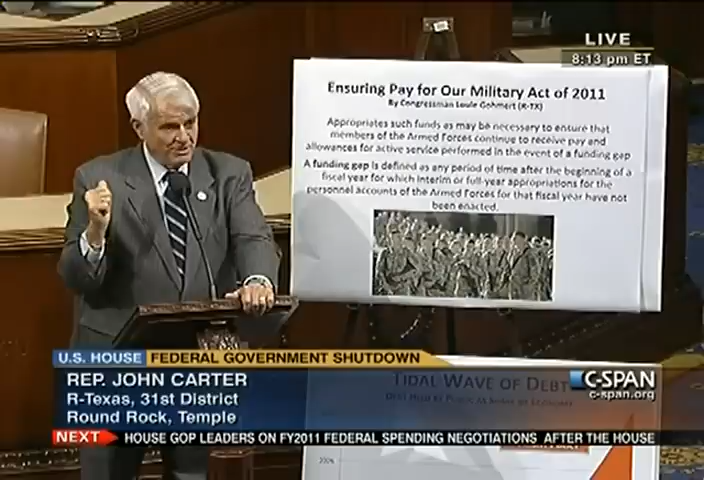 LIVE
8:13 pm ET
Ensuring Pay for Our Military Act of 2011
By Congressman Louie Gohmert (R-TX)
Appropriates such funds as may be necessary to ensure that
members of the Armed Forces continue to receive pay and
allowances for active service performed in the event of a funding gap
A funding gap is defined as any period of time after the beginning of a
fiscal year for which interim or full-year appropriations for the
personnel accounts of the Armed Forces for that fiscal year have not
been enacted.
U.S. HOUSE FEDERAL GOVERNMENT SHUTDOWN
REP. JOHN CARTER
R-Texas, 31st District
Round Rock, Temple
TIDAL WAVE OF DEBT
C-SPAN
c-span.org
NEXT HOUSE GOP LEADERS ON FY2011 FEDERAL SPENDING NEGOTIATIONS AFTER THE HOUSE
200%